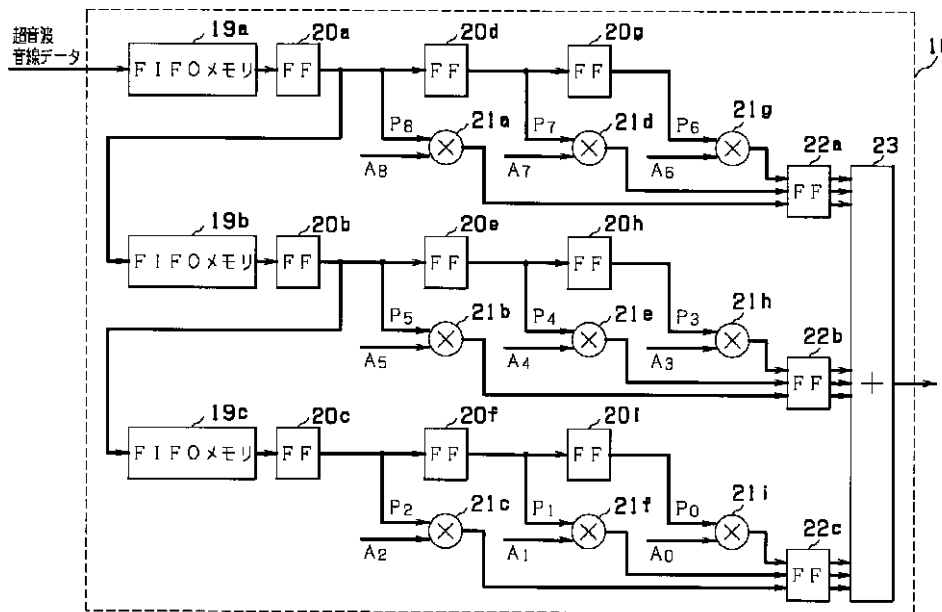 超音波
音線データ
19a
20a
20d
20g
FIFOメモリ
FF
FF
FF
P8
21a
P7
21d
P6
21g
A8
A7
A6
22a
23
FF
19b
20b
20e
20h
FIFOメモリ
FF
FF
FF
P5
21b
P4
21e
P3
21h
A5
A4
A3
22b
FF
+
19c
20c
20f
20i
FIFOメモリ
FF
FF
FF
P2
21c
P1
21f
P0
21i
A2
A1
A0
22c
FF